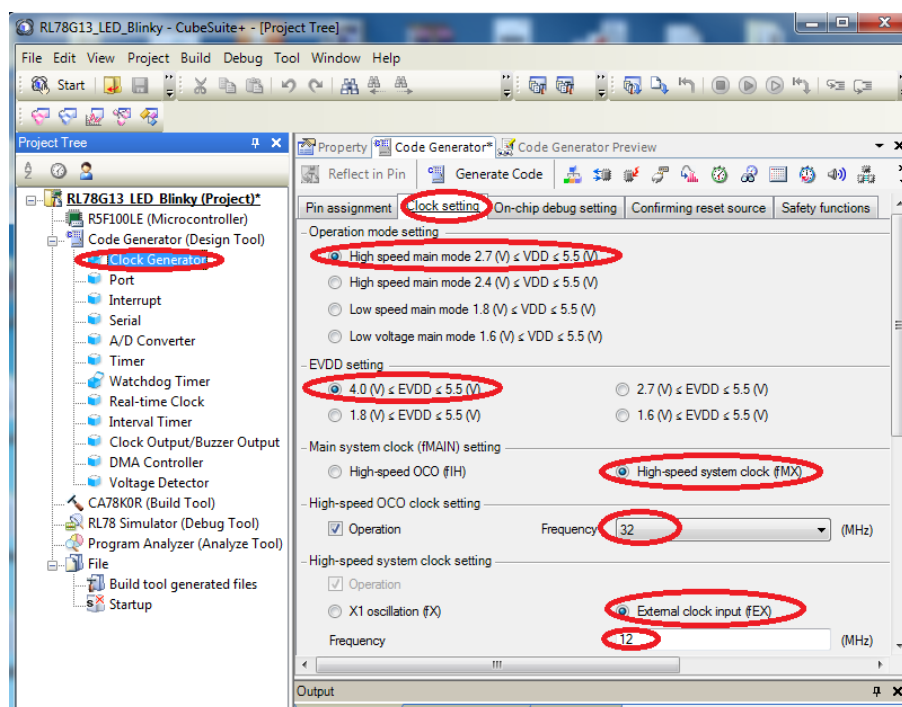 RL78G13_LED_Blinky - CubeSuite+ - [Project Tree]
File Edit View Project Build Debug Tool Window Help
Start
Project Tree
Property Code Generator* Code Generator Preview
Reflect in Pin Generate Code
RL78G13_LED_Blinky (Project)*
R5F100LE (Microcontroller)
Code Generator (Design Tool)
Clock Generator
Port
Interrupt
Serial
A/D Converter
Timer
Watchdog Timer
Real-time Clock
Interval Timer
Clock Output/Buzzer Output
DMA Controller
Voltage Detector
CA78K0R (Build Tool)
RL78 Simulator (Debug Tool)
Program Analyzer (Analyze Tool)
File
Build tool generated files
Startup
Pin assignment Clock setting On-chip debug setting Confirming reset source Safety functions
Operation mode setting
High speed main mode 2.7 (V) ≤ VDD ≤ 5.5 (V)
High speed main mode 2.4 (V) ≤ VDD ≤ 5.5 (V)
Low speed main mode 1.8 (V) ≤ VDD ≤ 5.5 (V)
Low voltage main mode 1.6 (V) ≤ VDD ≤ 5.5 (V)
EVDD setting
4.0 (V) ≤ EVDD ≤ 5.5 (V) 2.7 (V) ≤ EVDD ≤ 5.5 (V)
1.8 (V) ≤ EVDD ≤ 5.5 (V) 1.6 (V) ≤ EVDD ≤ 5.5 (V)
Main system clock (fMAIN) setting
High-speed OCO (fIH) High-speed system clock (fMX)
High-speed OCO clock setting
Operation Frequency 32 (MHz)
High-speed system clock setting
Operation
X1 oscillation (fX) External clock input (fEX)
Frequency 12 (MHz)
Output